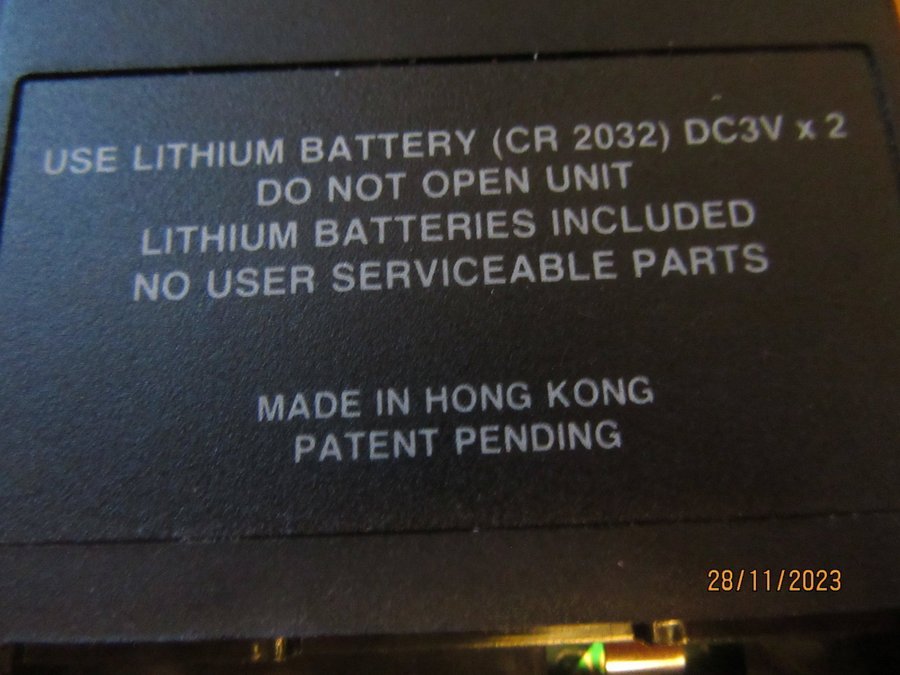 USE LITHIUM BATTERY (CR 2032) DC3V x 2
DO NOT OPEN UNIT
LITHIUM BATTERIES INCLUDED
NO USER SERVICEABLE PARTS
MADE IN HONG KONG
PATENT PENDING
28/11/2023